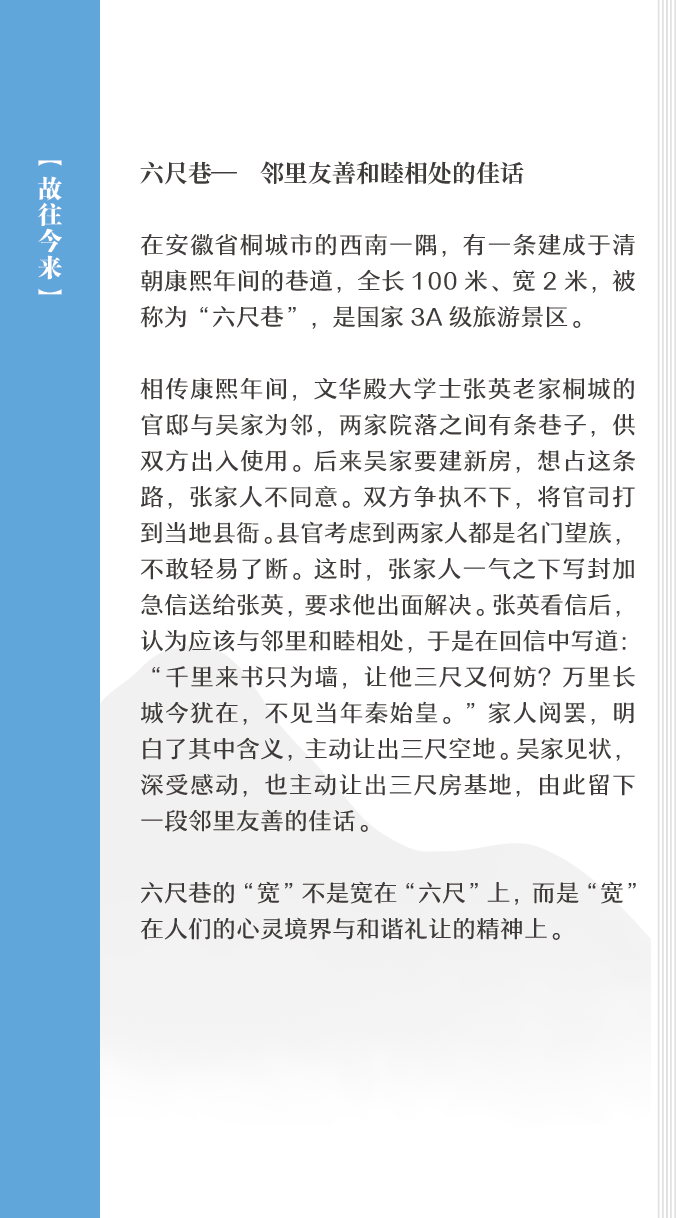 【故往今来】
六尺巷— 邻里友善和睦相处的佳话
在安徽省桐城市的西南一隅，有一条建成于清
朝康熙年间的巷道，全长 100 米、宽 2 米，被
称为“六尺巷”，是国家 3A 级旅游景区。
相传康熙年间，文华殿大学士张英老家桐城的
官邸与吴家为邻，两家院落之间有条巷子，供
双方出入使用。后来吴家要建新房，想占这条
路，张家人不同意。双方争执不下，将官司打
到当地县衙。县官考虑到两家人都是名门望族，
不敢轻易了断。这时，张家人一气之下写封加
急信送给张英，要求他出面解决。张英看信后，
认为应该与邻里和睦相处，于是在回信中写道：
“千里来书只为墙，让他三尺又何妨？万里长
城今犹在，不见当年秦始皇。”家人阅罢，明
白了其中含义，主动让出三尺空地。吴家见状，
深受感动，也主动让出三尺房基地，由此留下
一段邻里友善的佳话。
六尺巷的“宽”不是宽在“六尺”上，而是“宽”
在人们的心灵境界与和谐礼让的精神上。